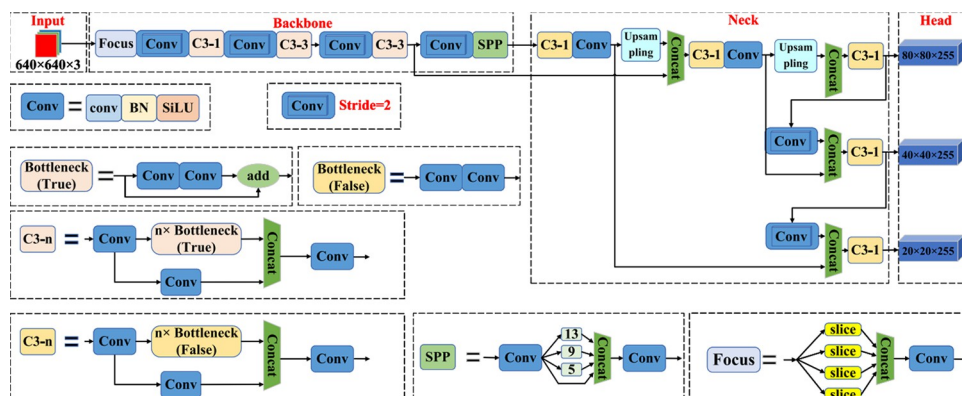 Input
Backbone
Neck
Head
640×640×3
Focus
Conv
C3-1
Conv
C3-3
Conv
C3-3
Conv
SPP
C3-1
Conv
Upsam
pling
Concat
C3-1
Conv
Upsam
pling
Concat
C3-1
80×80×255
Conv
Concat
C3-1
40×40×255
Conv
Concat
C3-1
20×20×255
Conv = conv BN SiLU
Conv Stride=2
Bottleneck
(True)
=
Conv
Conv
add
Bottleneck
(False)
=
Conv
Conv
C3-n
=
Conv
n× Bottleneck
(True)
Conv
Concat
Conv
C3-n
=
Conv
n× Bottleneck
(False)
Conv
Concat
Conv
SPP
=
Conv
13
9
5
Concat
Conv
Focus
=
slice
slice
slice
slice
Concat
Conv